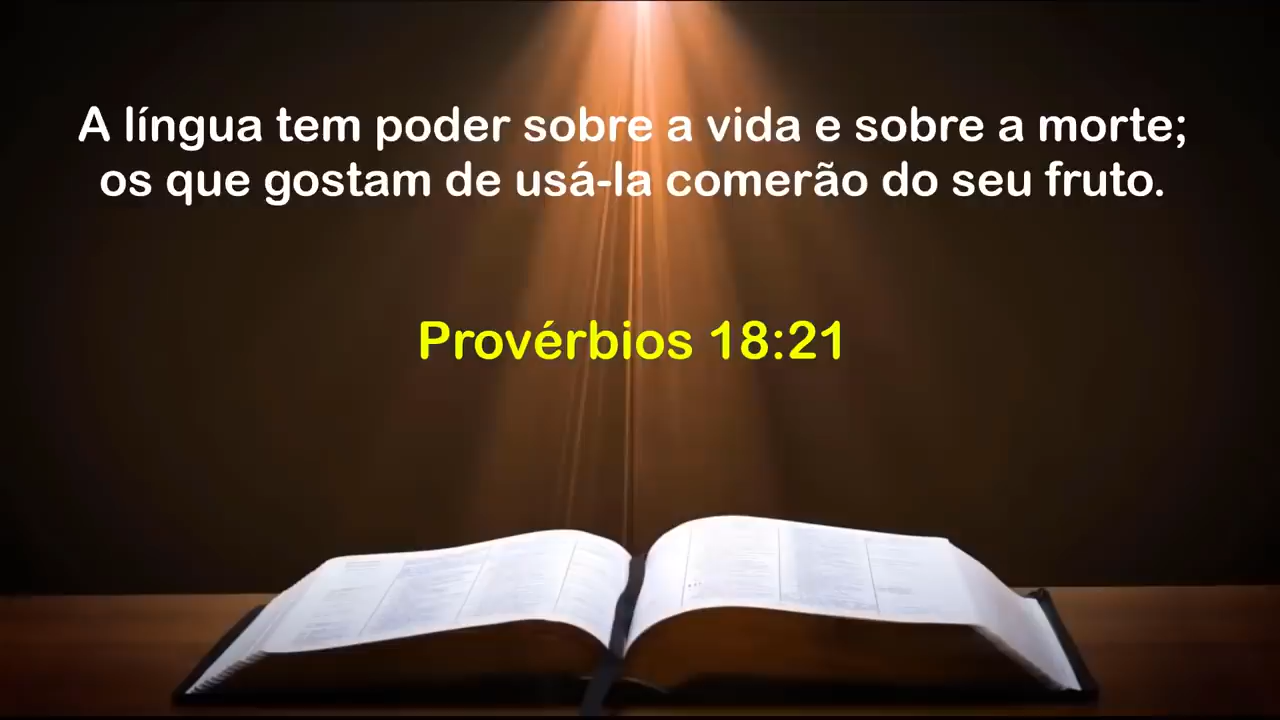 A língua tem poder sobre a vida e sobre a morte;
os que gostam de usá-la comerão do seu fruto.
Provérbios 18:21